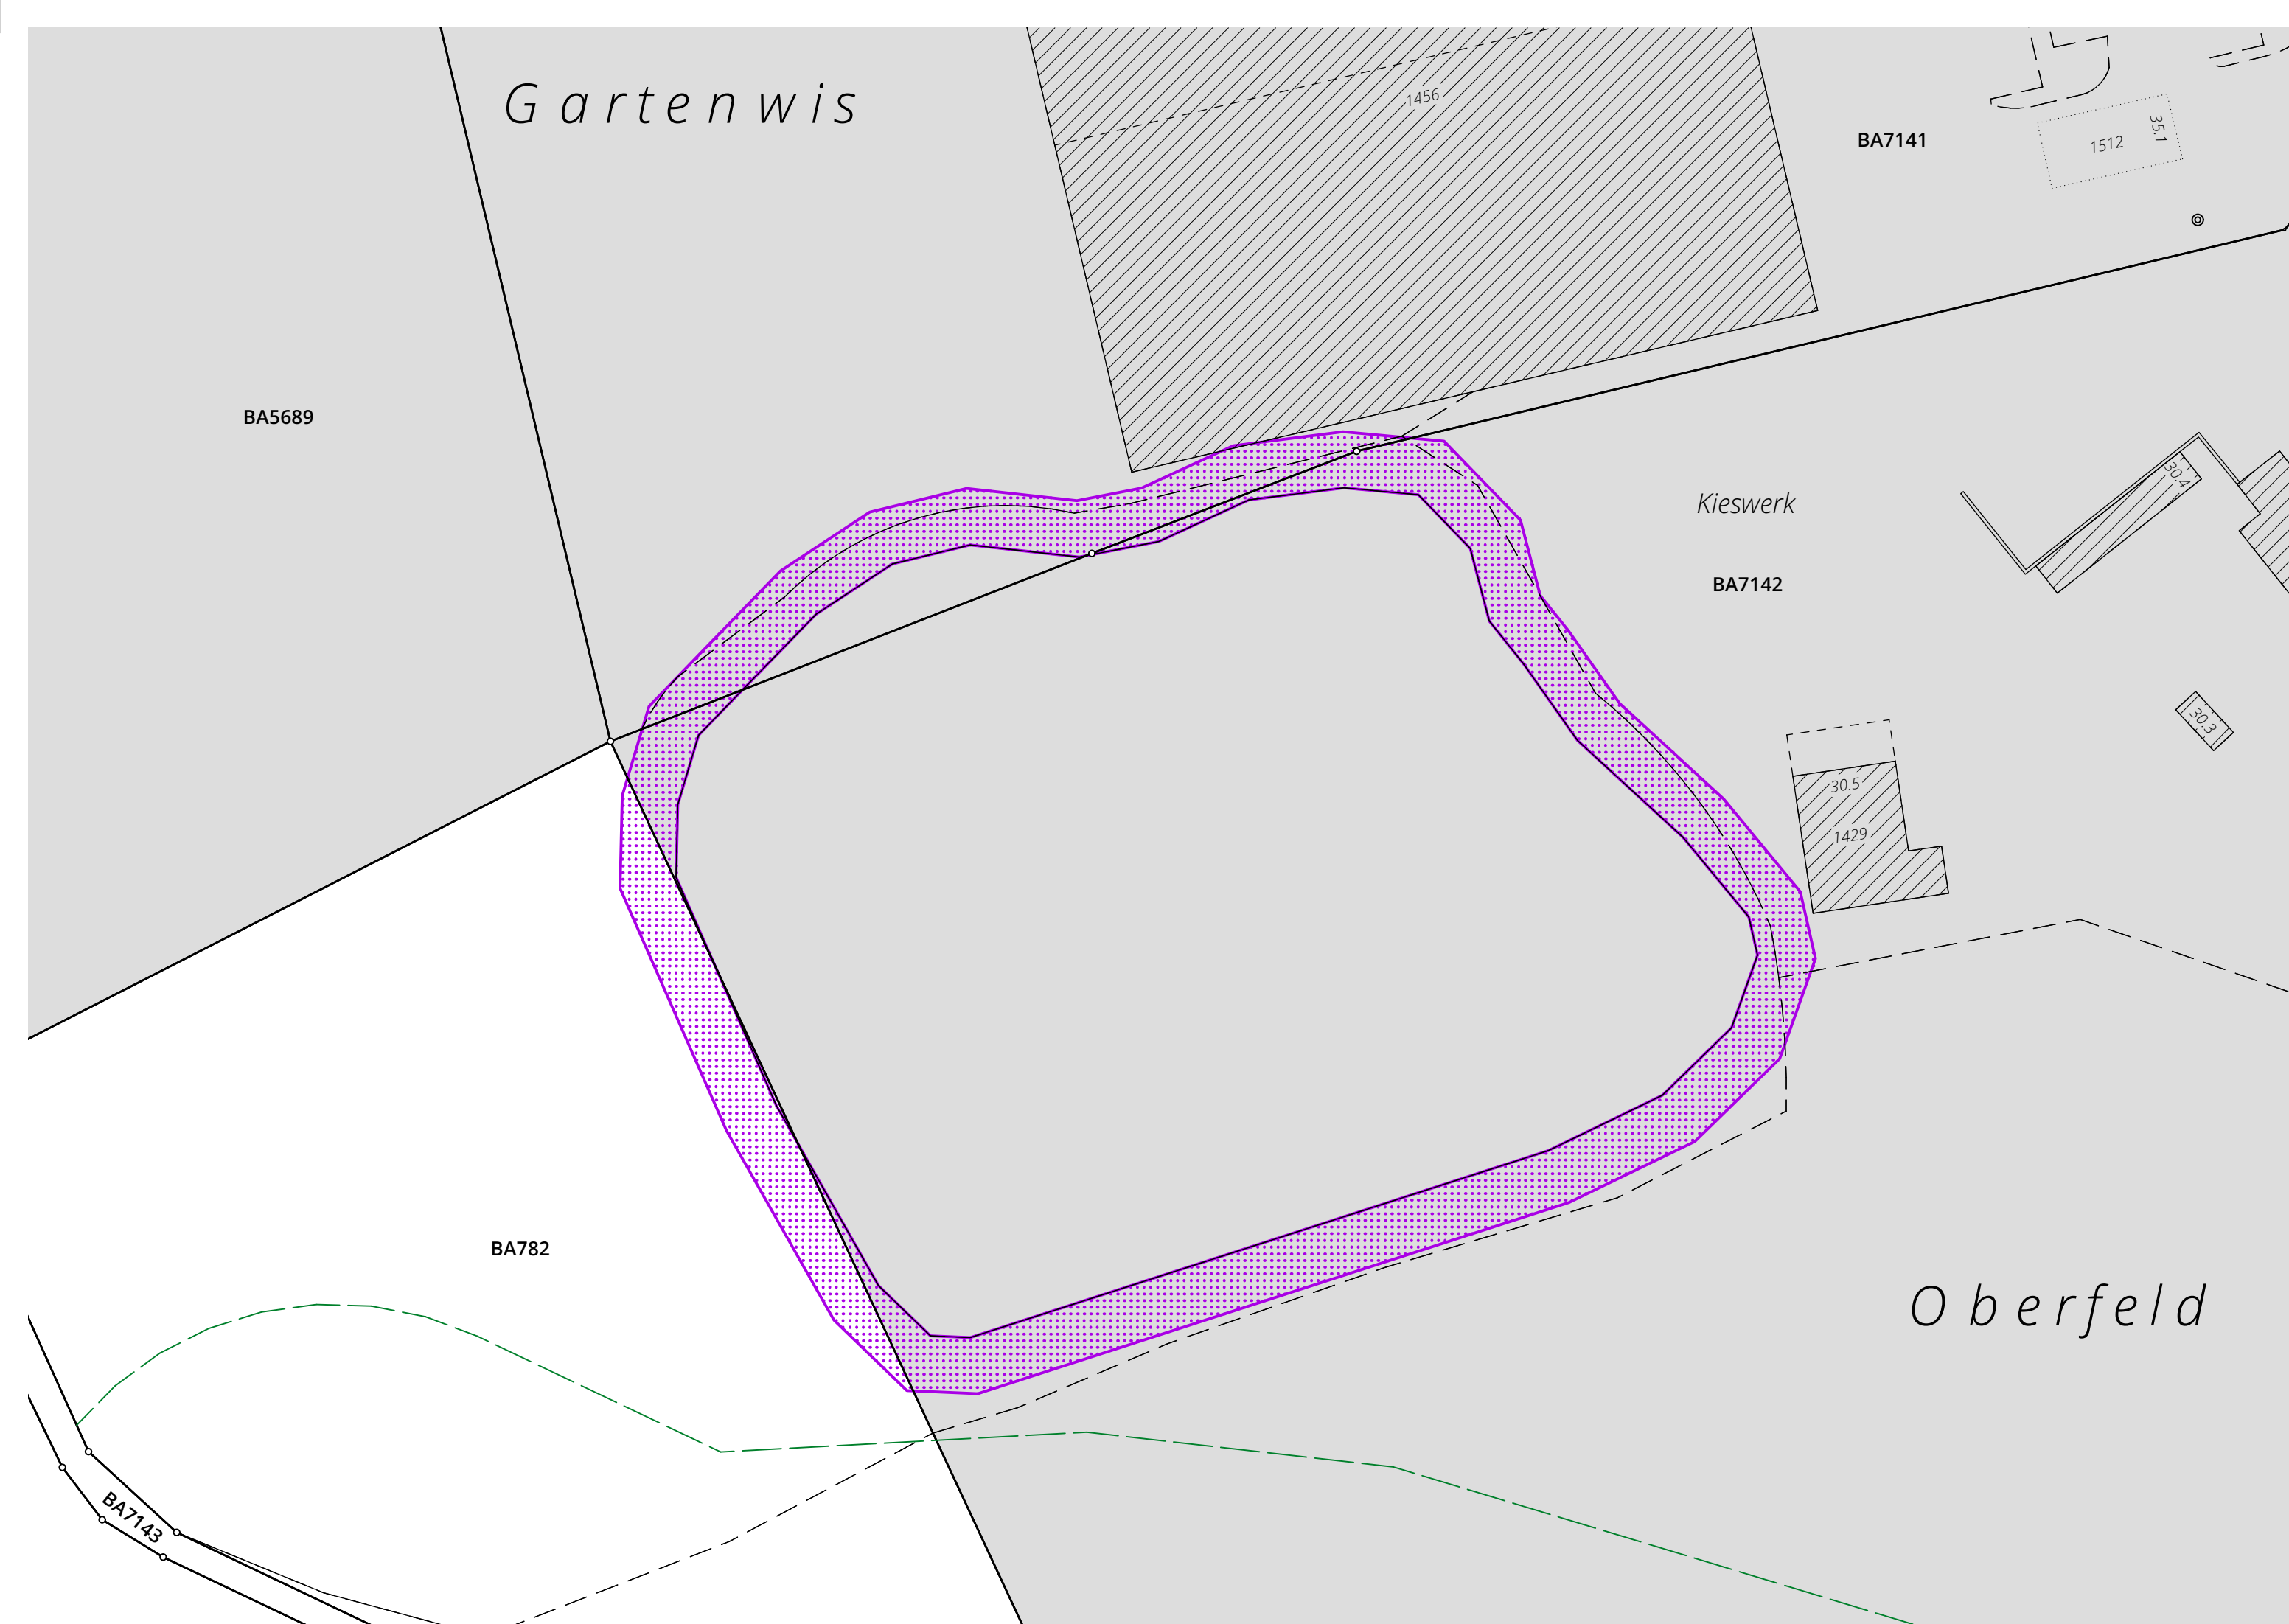 Gartenwis
1456
BA7141
1512
35.1
BA5689
30.4
Kieswerk
BA7142
30.3
30.5
1429
BA782
Oberfeld
BA7143